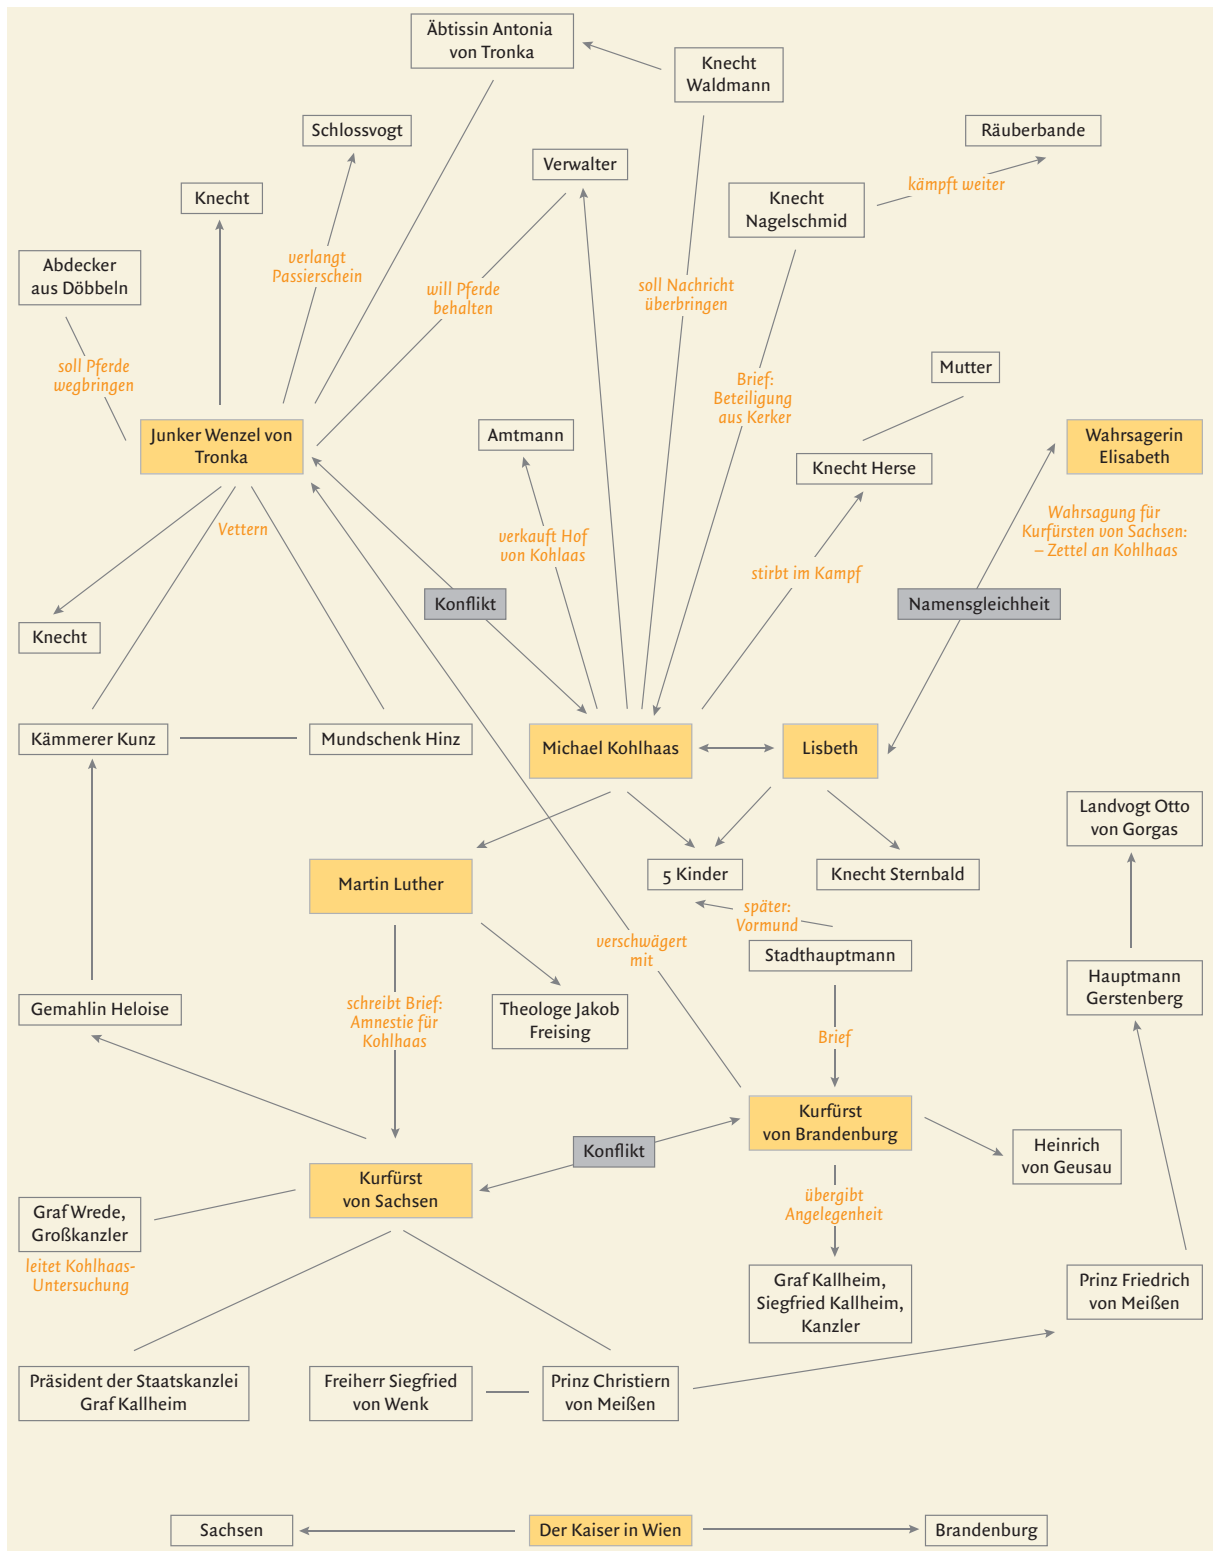 Äbtissin Antonia
von Tronka
Knecht
Waldmann
Schlossvogt
Räuberbande
Verwalter
kämpft weiter
Knecht
Knecht
Nagelschmid
Abdecker
aus Döbbeln
verlangt
Passierschein
will Pferde
behalten
soll Nachricht
überbringen
soll Pferde
wegbringen
Brief:
Beteiligung
aus Kerker
Mutter
Junker Wenzel von
Tronka
Amtmann
Knecht Herse
Wahrsagerin
Elisabeth
Vettern
verkauft Hof
von Kohlaas
Wahrsagung für
Kurfürsten von Sachsen:
– Zettel an Kohlhaas
stirbt im Kampf
Konflikt
Namensgleichheit
Knecht
Kämmerer Kunz
Mundschenk Hinz
Michael Kohlhaas
Lisbeth
Landvogt Otto
von Gorgas
Martin Luther
5 Kinder
Knecht Sternbald
später:
Vormund
verschwägert
mit
Stadthauptmann
Hauptmann
Gerstenberg
Gemahlin Heloise
schreibt Brief:
Amnestie für
Kohlhaas
Theologe Jakob
Freising
Brief
Kurfürst
von Brandenburg
Konflikt
Heinrich
von Geusau
Kurfürst
von Sachsen
Graf Wrede,
Großkanzler
leitet Kohlhaas-
Untersuchung
übergibt
Angelegenheit
Graf Kallheim,
Siegfried Kallheim,
Kanzler
Prinz Friedrich
von Meißen
Präsident der Staatskanzlei
Graf Kallheim
Freiherr Siegfried
von Wenk
Prinz Christiern
von Meißen
Sachsen
Der Kaiser in Wien
Brandenburg